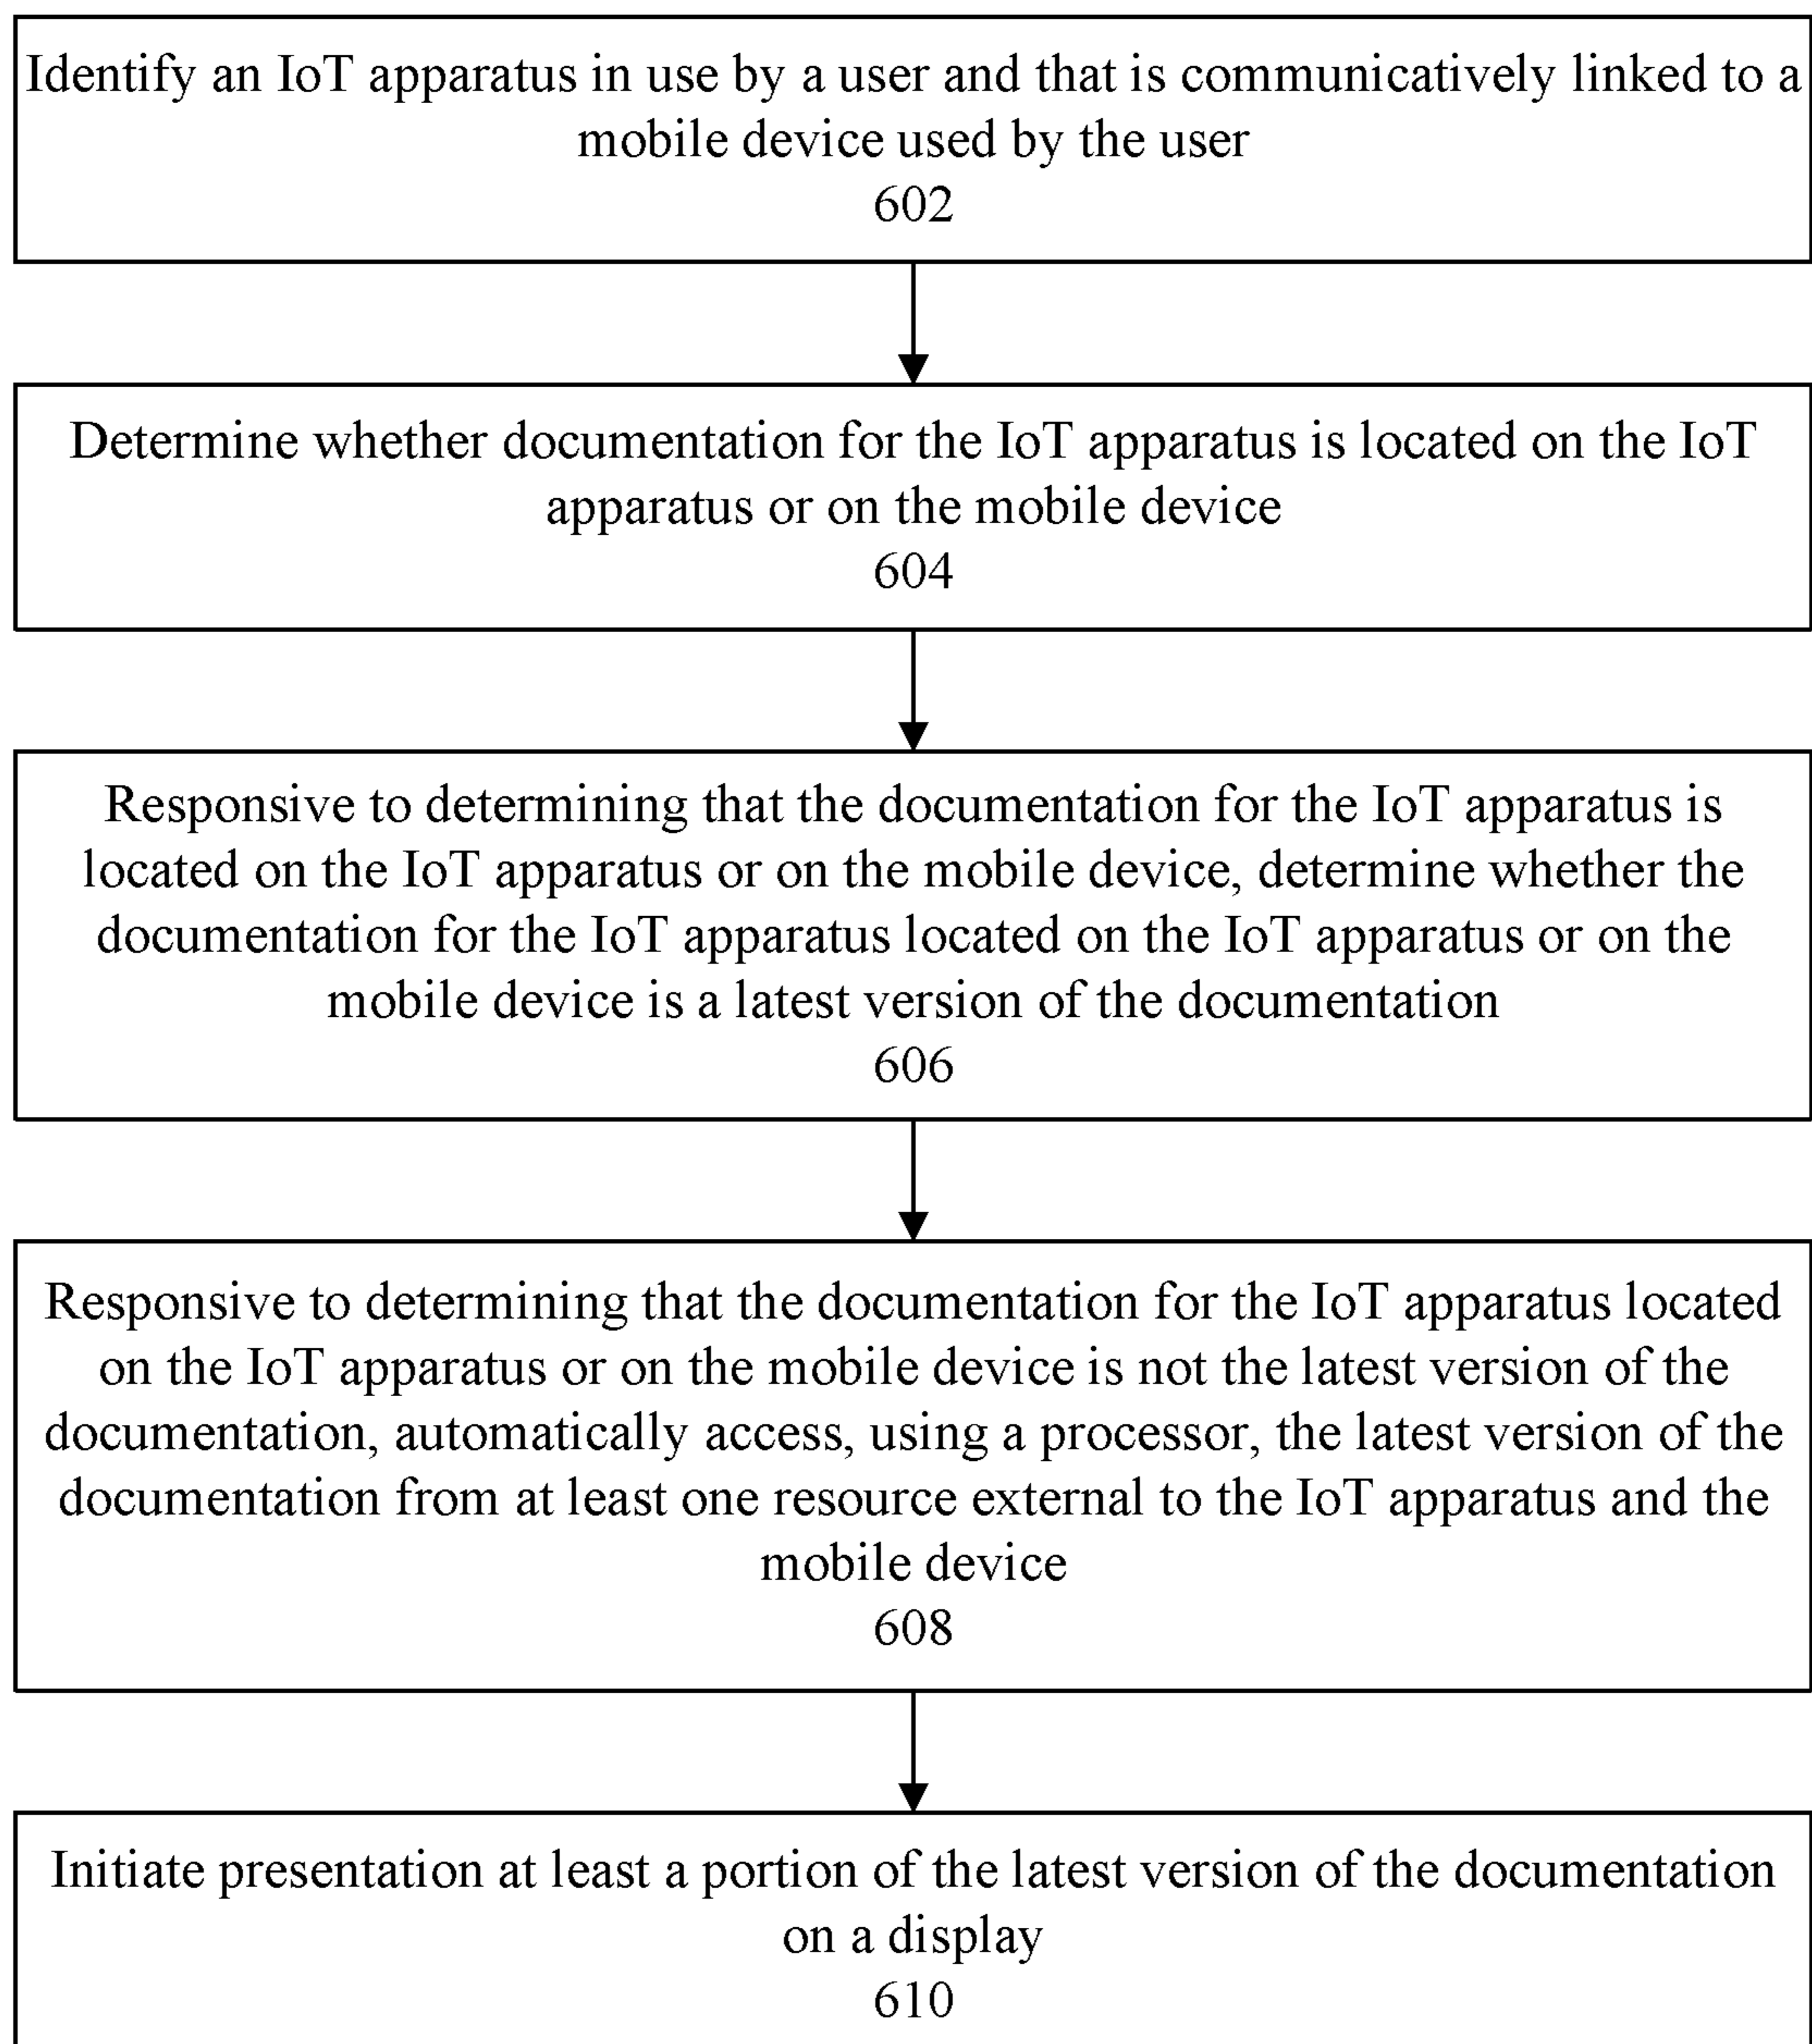 Identify an IoT apparatus in use by a user and that is communicatively linked to a
mobile device used by the user
602
Determine whether documentation for the IoT apparatus is located on the IoT
apparatus or on the mobile device
604
Responsive to determining that the documentation for the IoT apparatus is
located on the IoT apparatus or on the mobile device, determine whether the
documentation for the IoT apparatus located on the IoT apparatus or on the
mobile device is a latest version of the documentation
606
Responsive to determining that the documentation for the IoT apparatus located
on the IoT apparatus or on the mobile device is not the latest version of the
documentation, automatically access, using a processor, the latest version of the
documentation from at least one resource external to the IoT apparatus and the
mobile device
608
Initiate presentation at least a portion of the latest version of the documentation
on a display
610